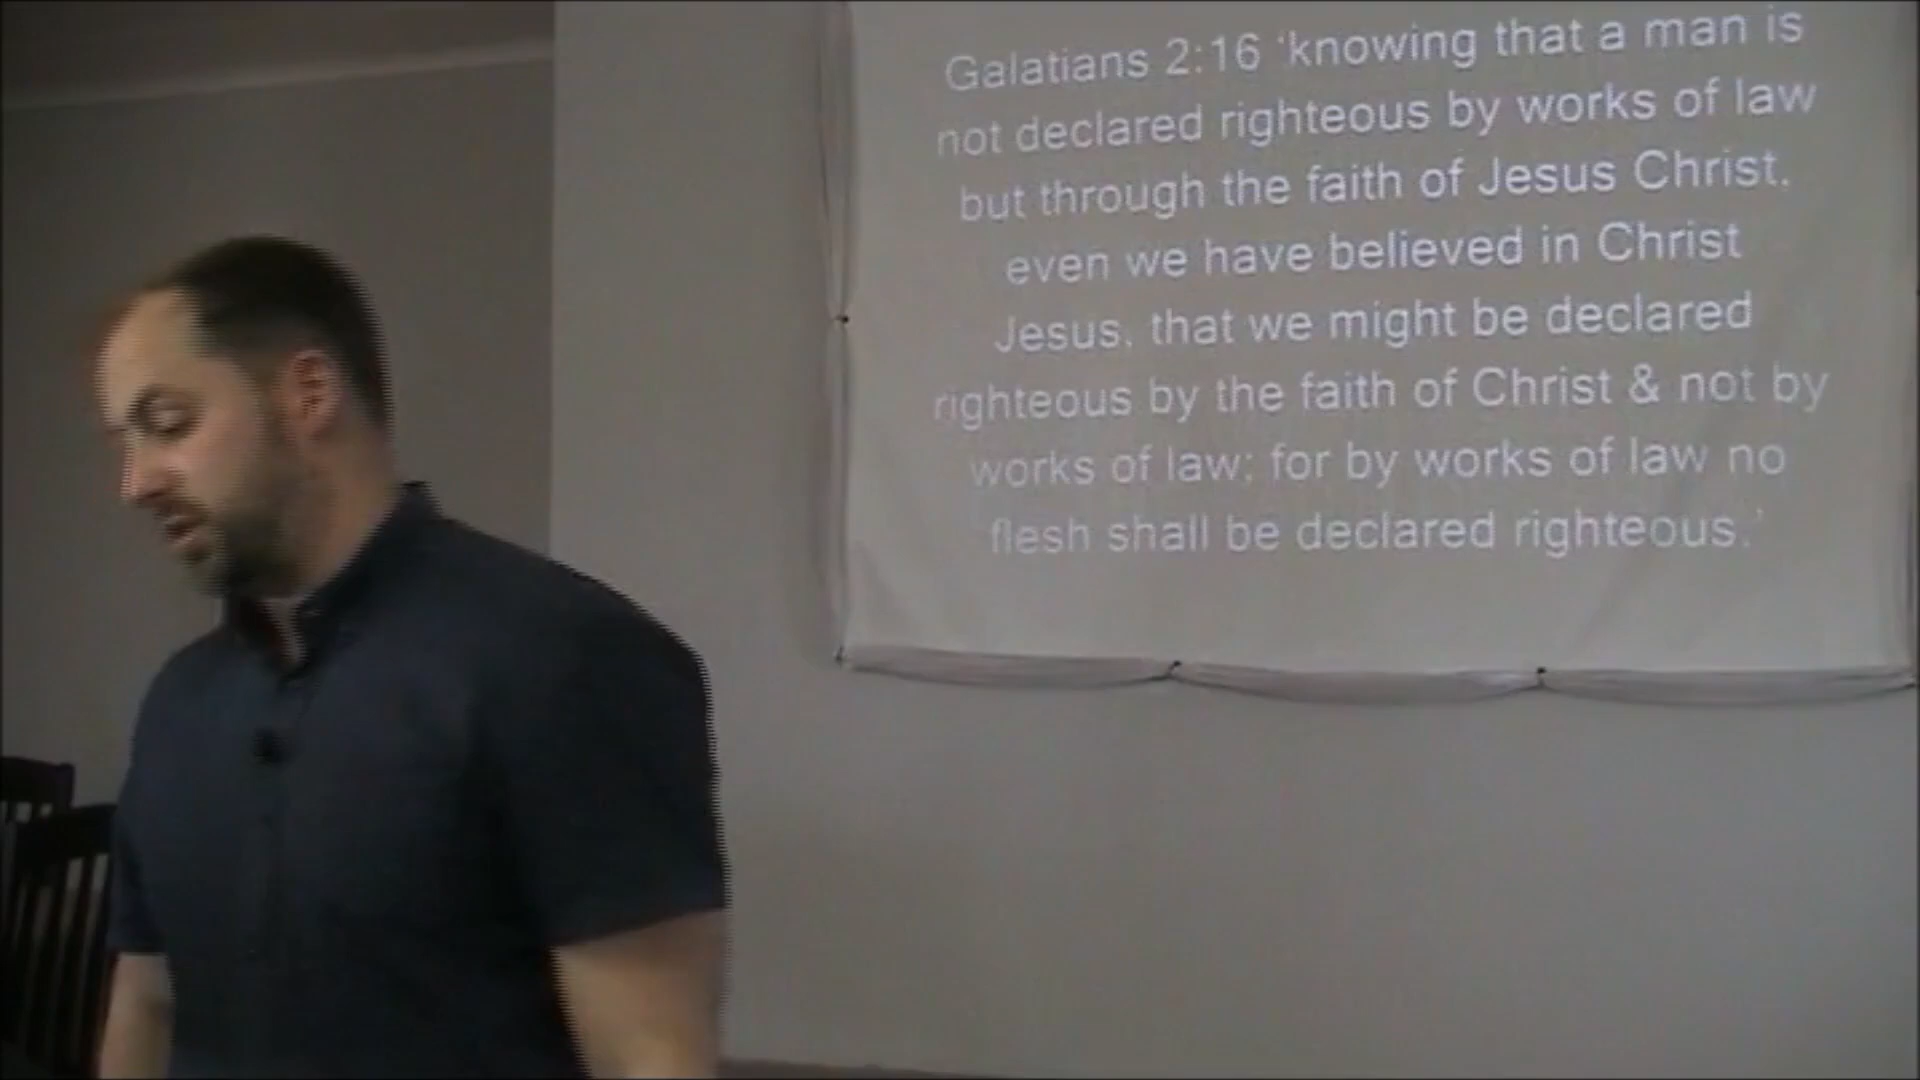 Galatians 2:16 ‘knowing that a man is
not declared righteous by works of law
but through the faith of Jesus Christ,
even we have believed in Christ
Jesus, that we might be declared
righteous by the faith of Christ & not by
works of law; for by works of law no
flesh shall be declared righteous.’